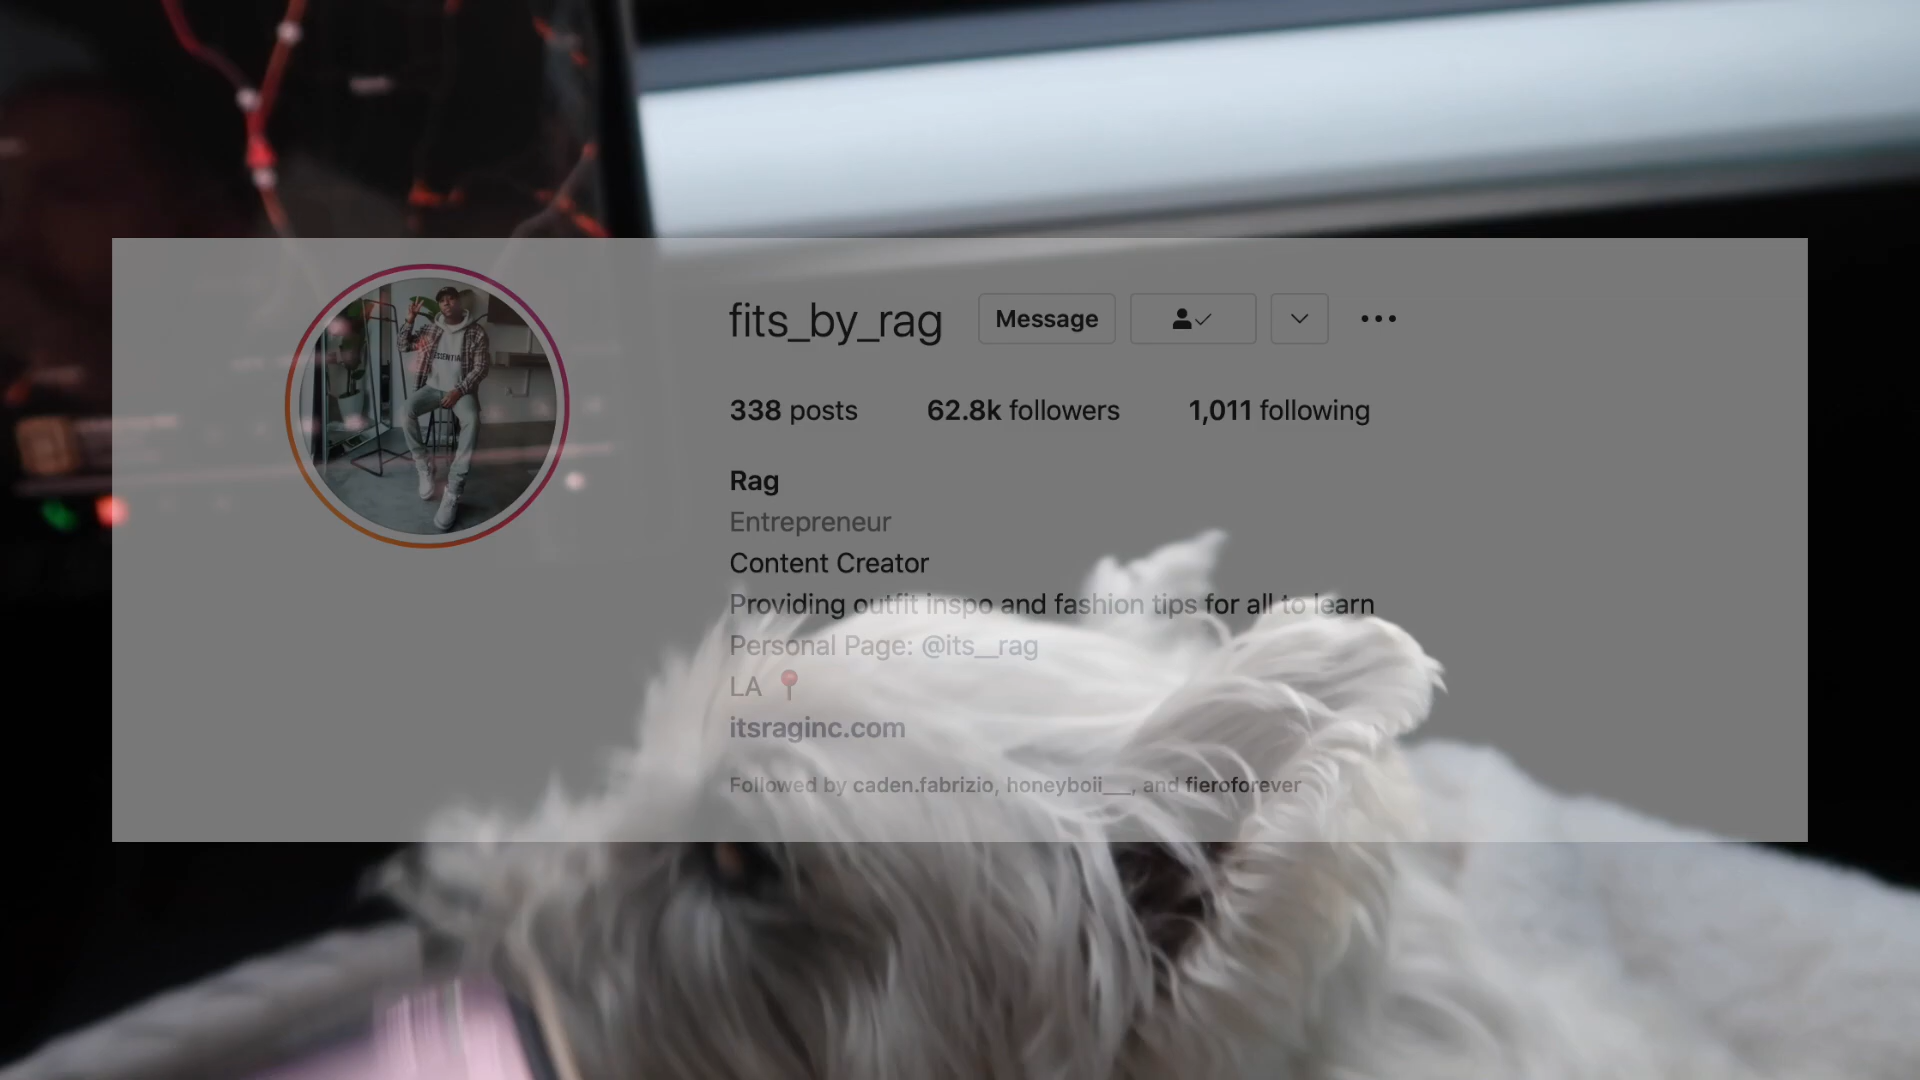 fits_by_rag Message
338 posts 62.8k followers 1,011 following
Rag
Entrepreneur
Content Creator
Providing outfit inspo and fashion tips for all to learn
Personal Page: @its__rag
LA 📍
itsraginc.com
Followed by caden.fabrizio, honeyboii___, and fieroforever